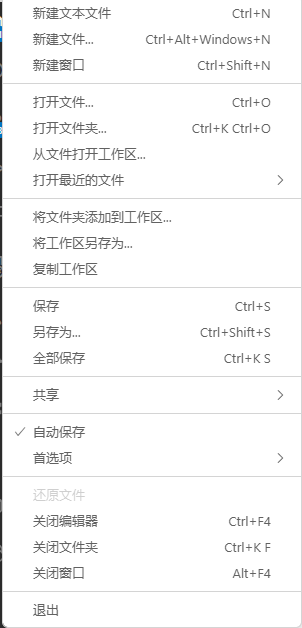 新建文本文件 Ctrl+N
新建文件... Ctrl+Alt+Windows+N
新建窗口 Ctrl+Shift+N
打开文件... Ctrl+O
打开文件夹... Ctrl+K Ctrl+O
从文件打开工作区...
打开最近的文件
将文件夹添加到工作区...
将工作区另存为...
复制工作区
保存 Ctrl+S
另存为... Ctrl+Shift+S
全部保存 Ctrl+K S
共享
自动保存
首选项
还原文件
关闭编辑器 Ctrl+F4
关闭文件夹 Ctrl+K F
关闭窗口 Alt+F4
退出